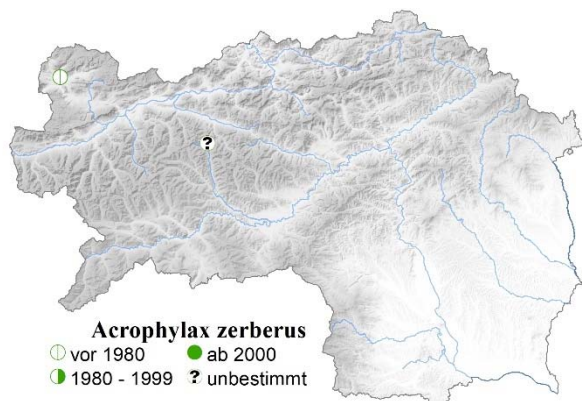 ?
Acrophylax zerberus
vor 1980 ab 2000
1980 - 1999 ? unbestimmt